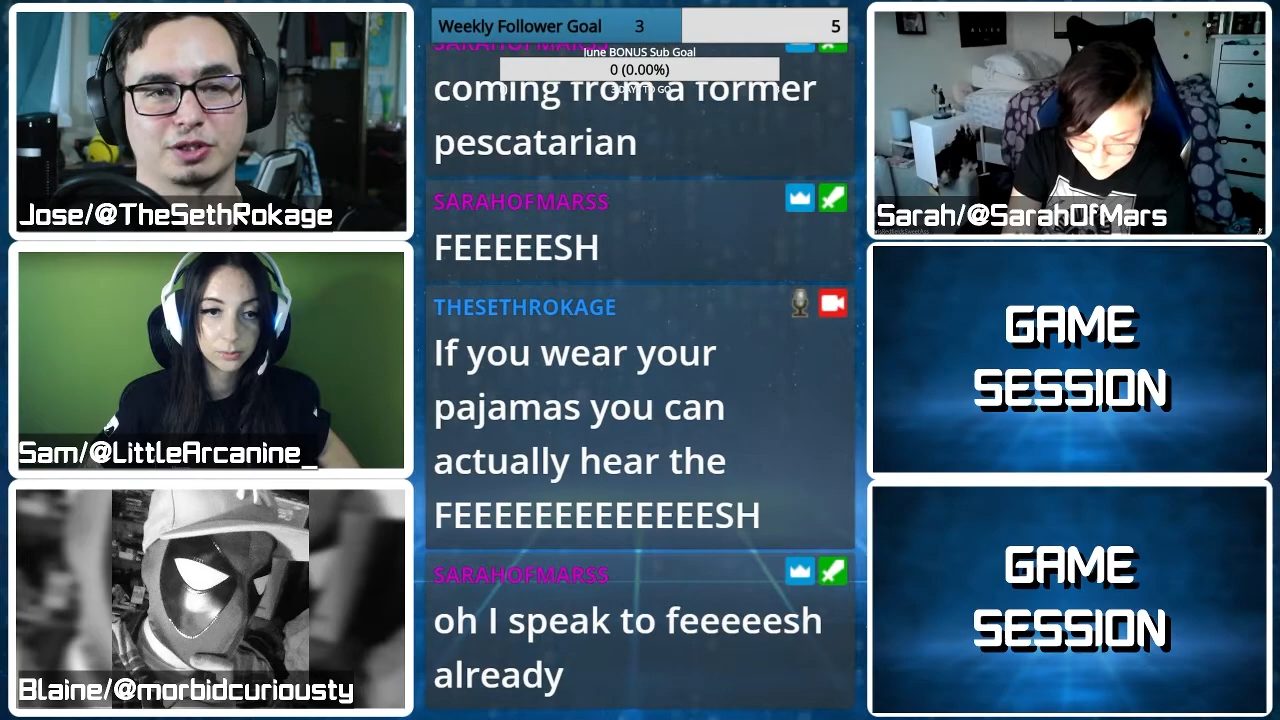 Weekly Follower Goal 3 5
June BONUS Sub Goal
0 (0.00%)
SARAHOFMARSS
coming from a former
pescatarian
SARAHOFMARSS
FEEEEESH
THESETHROKAGE
If you wear your
pajamas you can
actually hear the
FEEEEEEEEEEEEESH
SARAHOFMARSS
oh I speak to feeeeesh
already
Jose/@TheSethRokage
Sam/@LittleArcanine_
Blaine/@morbidcuriousty
Sarah/@SarahOfMars
GAME
SESSION
GAME
SESSION